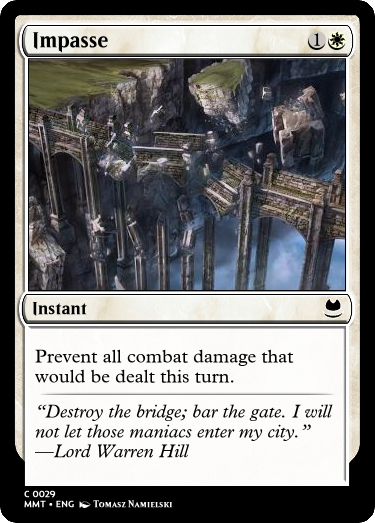 Impasse 1
Instant
Prevent all combat damage that
would be dealt this turn.
“Destroy the bridge; bar the gate. I will
not let those maniacs enter my city.”
—Lord Warren Hill
C 0029
MMT • ENG Tomasz Namielski